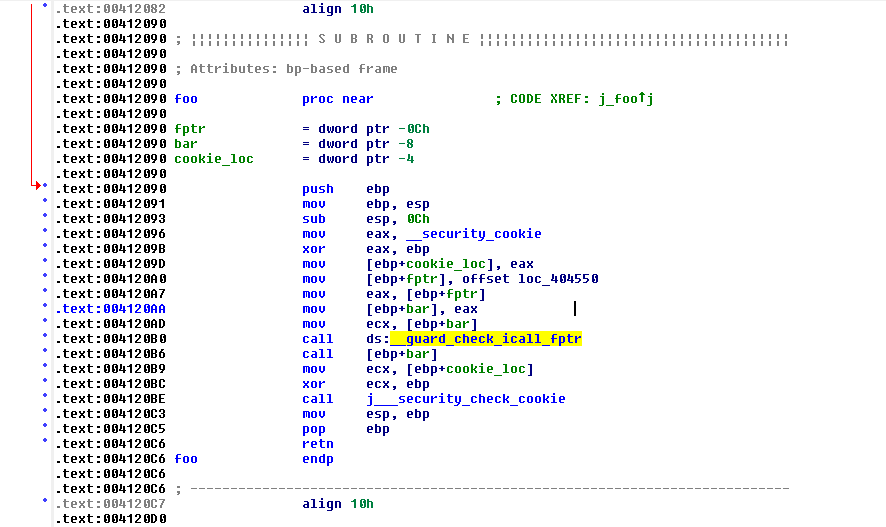 .text:00412082 align 10h
.text:00412090
.text:00412090 ; ¦¦¦¦¦¦¦¦¦¦¦¦¦¦¦ S U B R O U T I N E ¦¦¦¦¦¦¦¦¦¦¦¦¦¦¦¦¦¦¦¦¦¦¦¦¦¦¦¦¦¦¦¦¦¦¦¦¦¦¦
.text:00412090
.text:00412090 ; Attributes: bp-based frame
.text:00412090
.text:00412090 foo proc near ; CODE XREF: j_foo↑j
.text:00412090
.text:00412090 fptr = dword ptr -0Ch
.text:00412090 bar = dword ptr -8
.text:00412090 cookie_loc = dword ptr -4
.text:00412090
.text:00412090 push ebp
.text:00412091 mov ebp, esp
.text:00412093 sub esp, 0Ch
.text:00412096 mov eax, __security_cookie
.text:0041209B xor eax, ebp
.text:0041209D mov [ebp+cookie_loc], eax
.text:004120A0 mov [ebp+fptr], offset loc_404550
.text:004120A7 mov eax, [ebp+fptr]
.text:004120AA mov [ebp+bar], eax
.text:004120AD mov ecx, [ebp+bar]
.text:004120B0 call ds:__guard_check_icall_fptr
.text:004120B6 call [ebp+bar]
.text:004120B9 mov ecx, [ebp+cookie_loc]
.text:004120BC xor ecx, ebp
.text:004120BE call j___security_check_cookie
.text:004120C3 mov esp, ebp
.text:004120C5 pop ebp
.text:004120C6 retn
.text:004120C6 foo endp
.text:004120C6
.text:004120C6 ; ---------------------------------------------------------------------------
.text:004120C7 align 10h
.text:004120D0